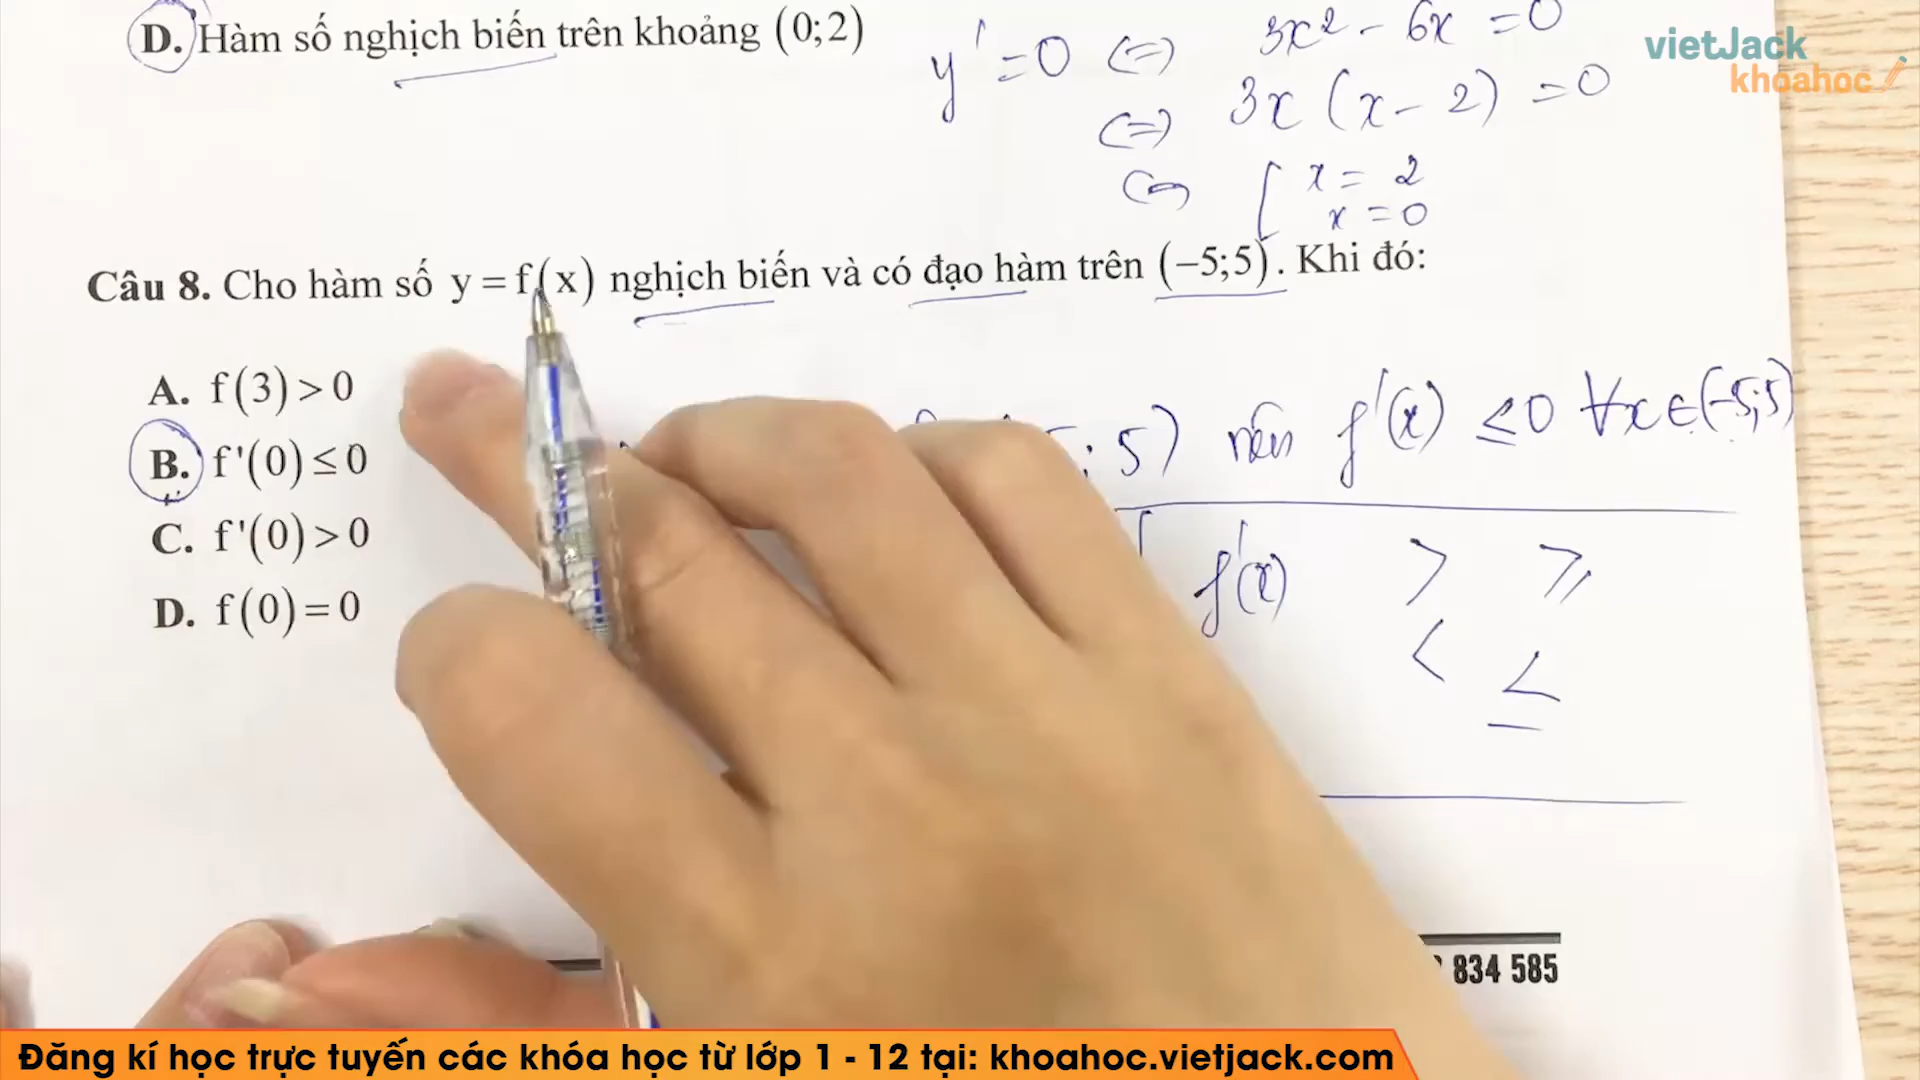 D. Hàm số nghịch biến trên khoảng (0;2)
y' = 0 <=> 3x² - 6x = 0
<=> 3x (x - 2) = 0
<=> [ x = 2
x = 0
vietJack
khoahoc
Câu 8. Cho hàm số y = f(x) nghịch biến và có đạo hàm trên (−5;5). Khi đó:
A. f(3) > 0
B. f'(0) ≤ 0
C. f'(0) > 0
D. f(0) = 0
; 5) nên f'(x) ≤ 0 ∀x∈(-5;5)
f'(x) > ≥
< ≤
834 585
Đăng kí học trực tuyến các khóa học từ lớp 1 - 12 tại: khoahoc.vietjack.com